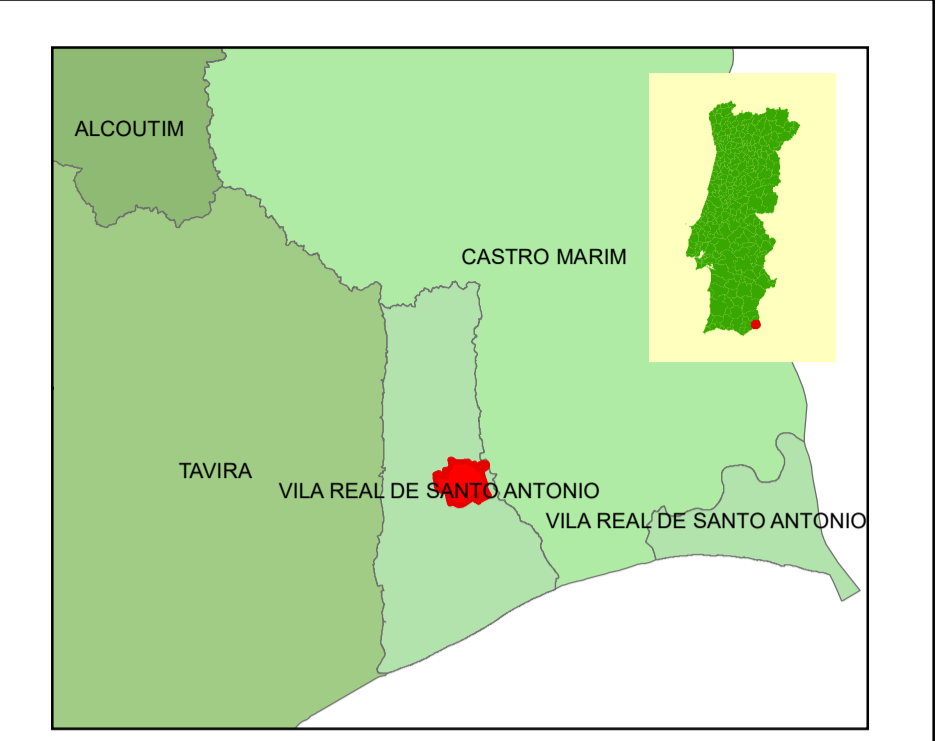 ALCOUTIM
CASTRO MARIM
TAVIRA
VILA REAL DE SANTO ANTONIO
VILA REAL DE SANTO ANTONIO